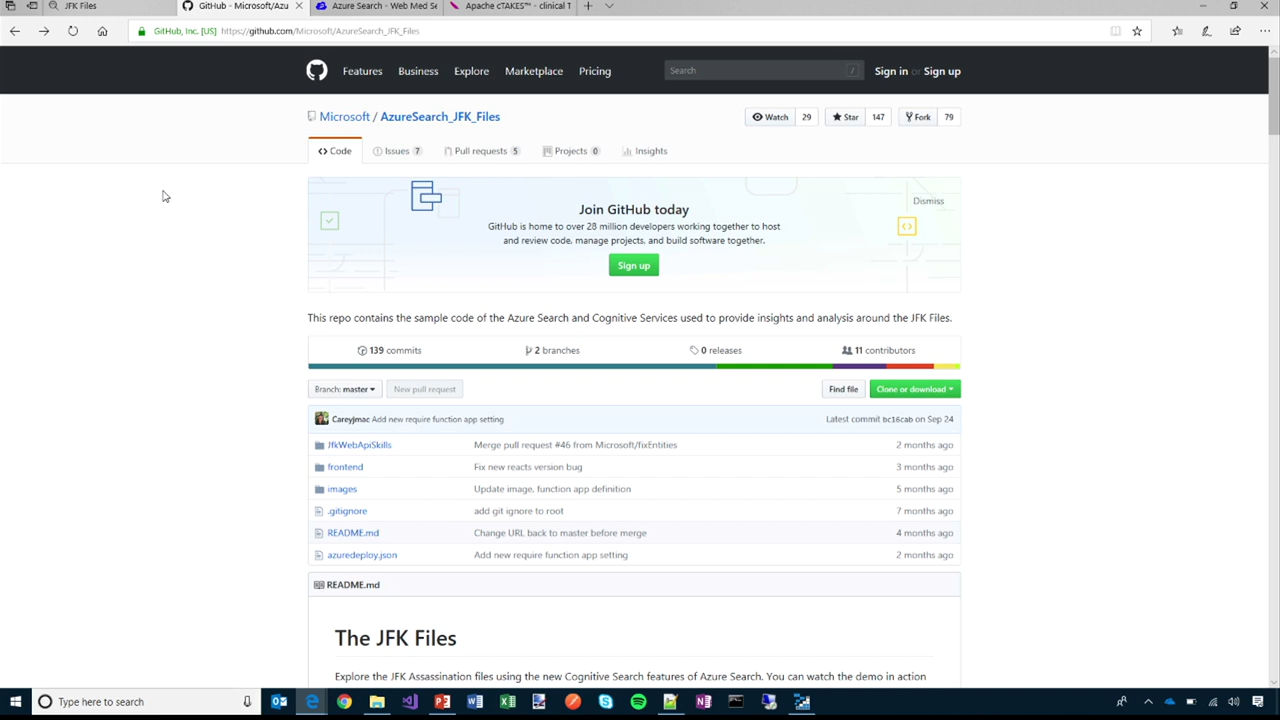 JFK Files
GitHub - Microsoft/Azu
Azure Search - Web Med Se
Apache cTAKES™ - clinical T
GitHub, Inc. [US] https://github.com/Microsoft/AzureSearch_JFK_Files
Features Business Explore Marketplace Pricing Search / Sign in or Sign up
Microsoft / AzureSearch_JFK_Files Watch 29 Star 147 Fork 79
<> Code Issues 7 Pull requests 5 Projects 0 Insights
Dismiss
Join GitHub today
GitHub is home to over 28 million developers working together to host
and review code, manage projects, and build software together.
Sign up
This repo contains the sample code of the Azure Search and Cognitive Services used to provide insights and analysis around the JFK Files.
139 commits 2 branches 0 releases 11 contributors
Branch: master New pull request Find file Clone or download
Careyjmac Add new require function app setting Latest commit bc16cab on Sep 24
JfkWebApiSkills Merge pull request #46 from Microsoft/fixEntities 2 months ago
frontend Fix new reacts version bug 3 months ago
images Update image, function app definition 5 months ago
.gitignore add git ignore to root 7 months ago
README.md Change URL back to master before merge 4 months ago
azuredeploy.json Add new require function app setting 2 months ago
README.md
The JFK Files
Explore the JFK Assassination files using the new Cognitive Search features of Azure Search. You can watch the demo in action
Type here to search